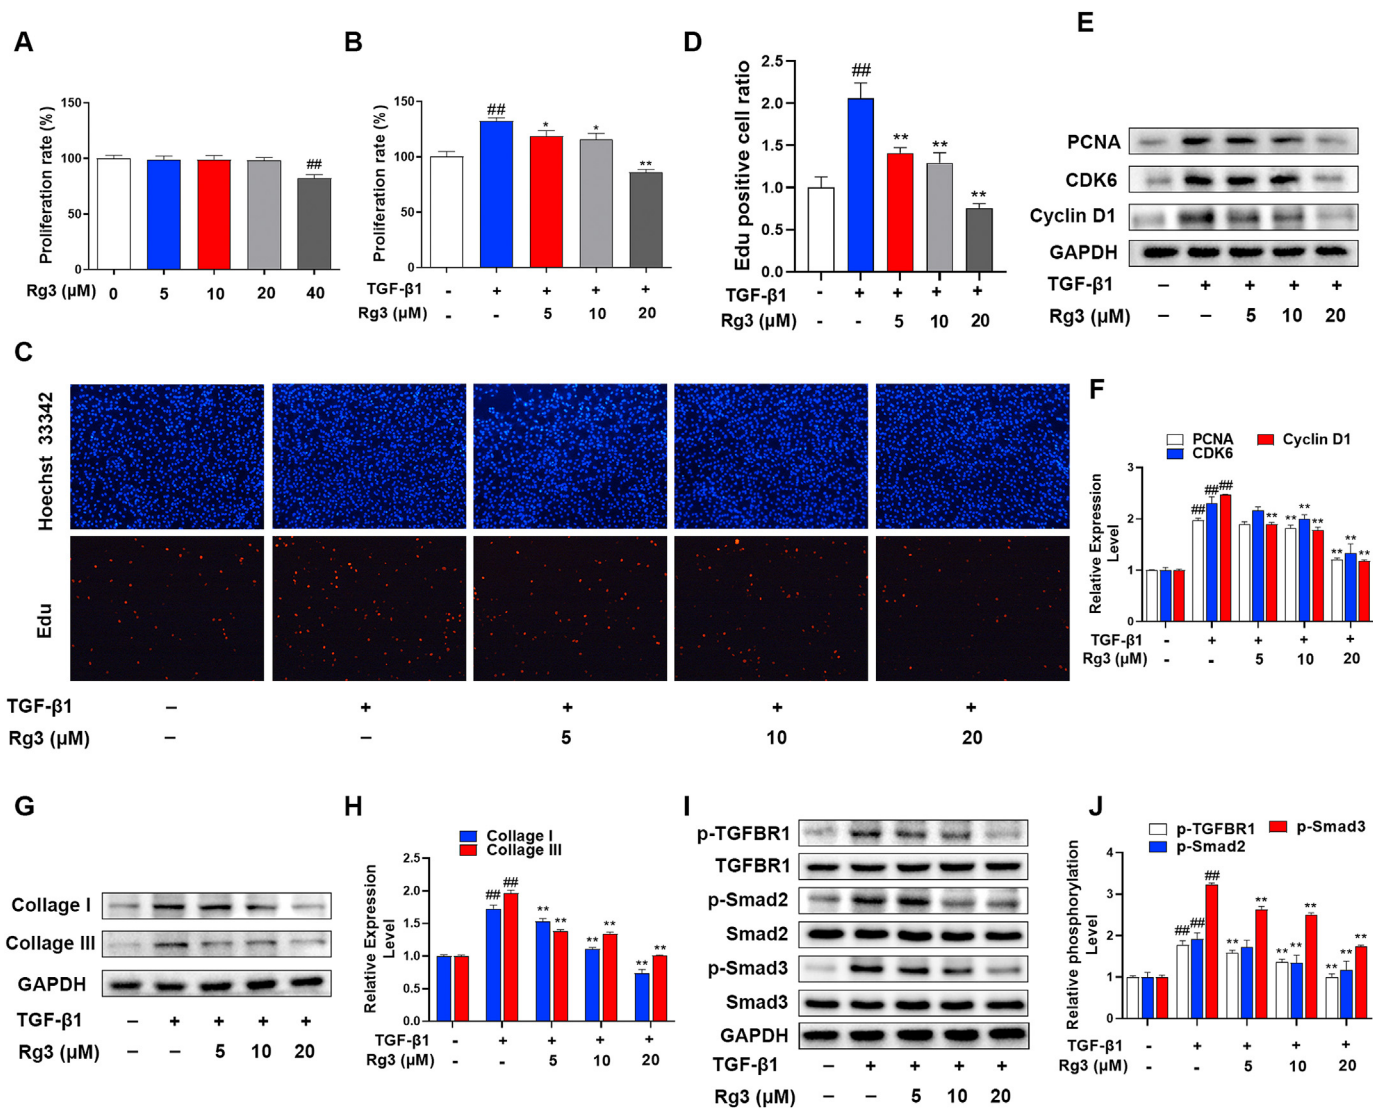 A
Proliferation rate (%)
150
100
50
0
##
Rg3 (μM) 0 5 10 20 40
B
Proliferation rate (%)
150
100
50
0
## * * **
TGF-β1 - + + + +
Rg3 (μM) - - 5 10 20
D
Edu positive cell ratio
2.5
2.0
1.5
1.0
0.5
0.0
## ** ** **
TGF-β1 - + + + +
Rg3 (μM) - - 5 10 20
E
PCNA
CDK6
Cyclin D1
GAPDH
TGF-β1 – + + + +
Rg3 (μM) – – 5 10 20
C
Hoechst 33342
Edu
TGF-β1 – + + + +
Rg3 (μM) – – 5 10 20
F
PCNA Cyclin D1
CDK6
Relative Expression
Level
3
2
1
0
## ## ## ** ** ** ** ** ** **
TGF-β1 - + + + +
Rg3 (μM) - - 5 10 20
G
Collage I
Collage III
GAPDH
TGF-β1 – + + + +
Rg3 (μM) – – 5 10 20
H
Collage I
Collage III
Relative Expression
Level
2.5
2.0
1.5
1.0
0.5
0.0
## ## ** ** ** ** ** **
TGF-β1 - + + + +
Rg3 (μM) - - 5 10 20
I
p-TGFBR1
TGFBR1
p-Smad2
Smad2
p-Smad3
Smad3
GAPDH
TGF-β1 – + + + +
Rg3 (μM) – – 5 10 20
J
p-TGFBR1 p-Smad3
p-Smad2
Relative phosphorylation
Level
4
3
2
1
0
## ## ## ** ** ** ** ** ** ** **
TGF-β1 - + + + +
Rg3 (μM) - - 5 10 20